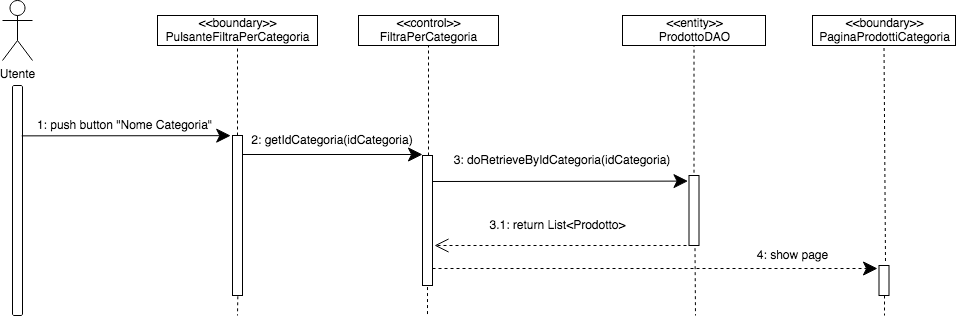 <<boundary>>
PulsanteFiltraPerCategoria
<<control>>
FiltraPerCategoria
<<entity>>
ProdottoDAO
<<boundary>>
PaginaProdottiCategoria
Utente
1: push button "Nome Categoria"
2: getIdCategoria(idCategoria)
3: doRetrieveByIdCategoria(idCategoria)
3.1: return List<Prodotto>
4: show page